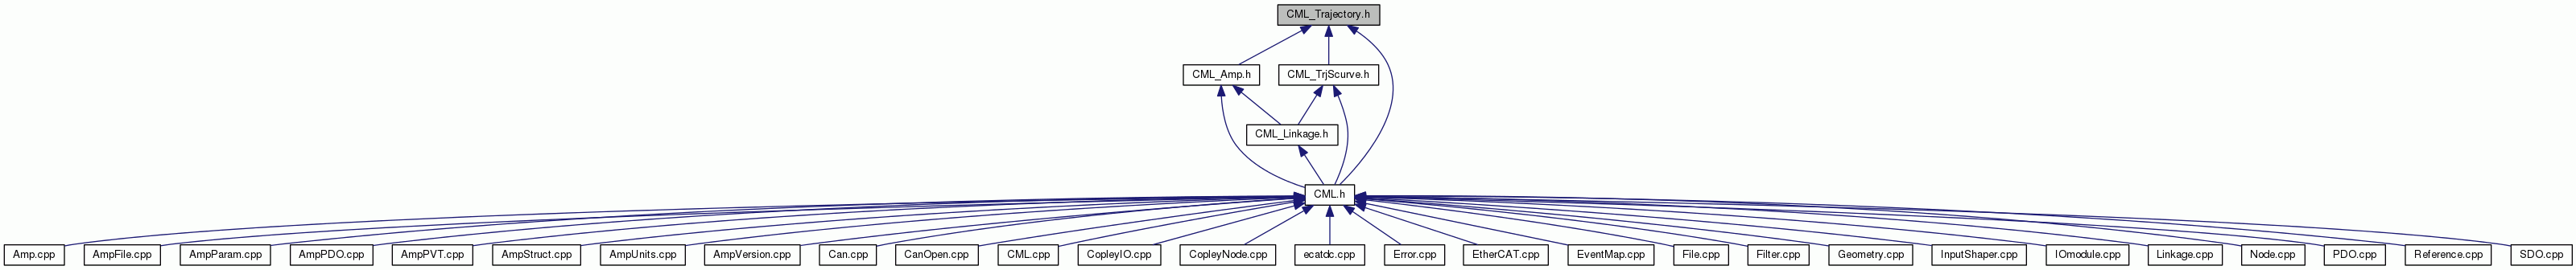 CML_Trajectory.h
CML_Amp.h
CML_TrjScurve.h
CML_Linkage.h
CML.h
Amp.cpp
AmpFile.cpp
AmpParam.cpp
AmpPDO.cpp
AmpPVT.cpp
AmpStruct.cpp
AmpUnits.cpp
AmpVersion.cpp
Can.cpp
CanOpen.cpp
CML.cpp
CopleyIO.cpp
CopleyNode.cpp
ecatdc.cpp
Error.cpp
EtherCAT.cpp
EventMap.cpp
File.cpp
Filter.cpp
Geometry.cpp
InputShaper.cpp
IOmodule.cpp
Linkage.cpp
Node.cpp
PDO.cpp
Reference.cpp
SDO.cpp